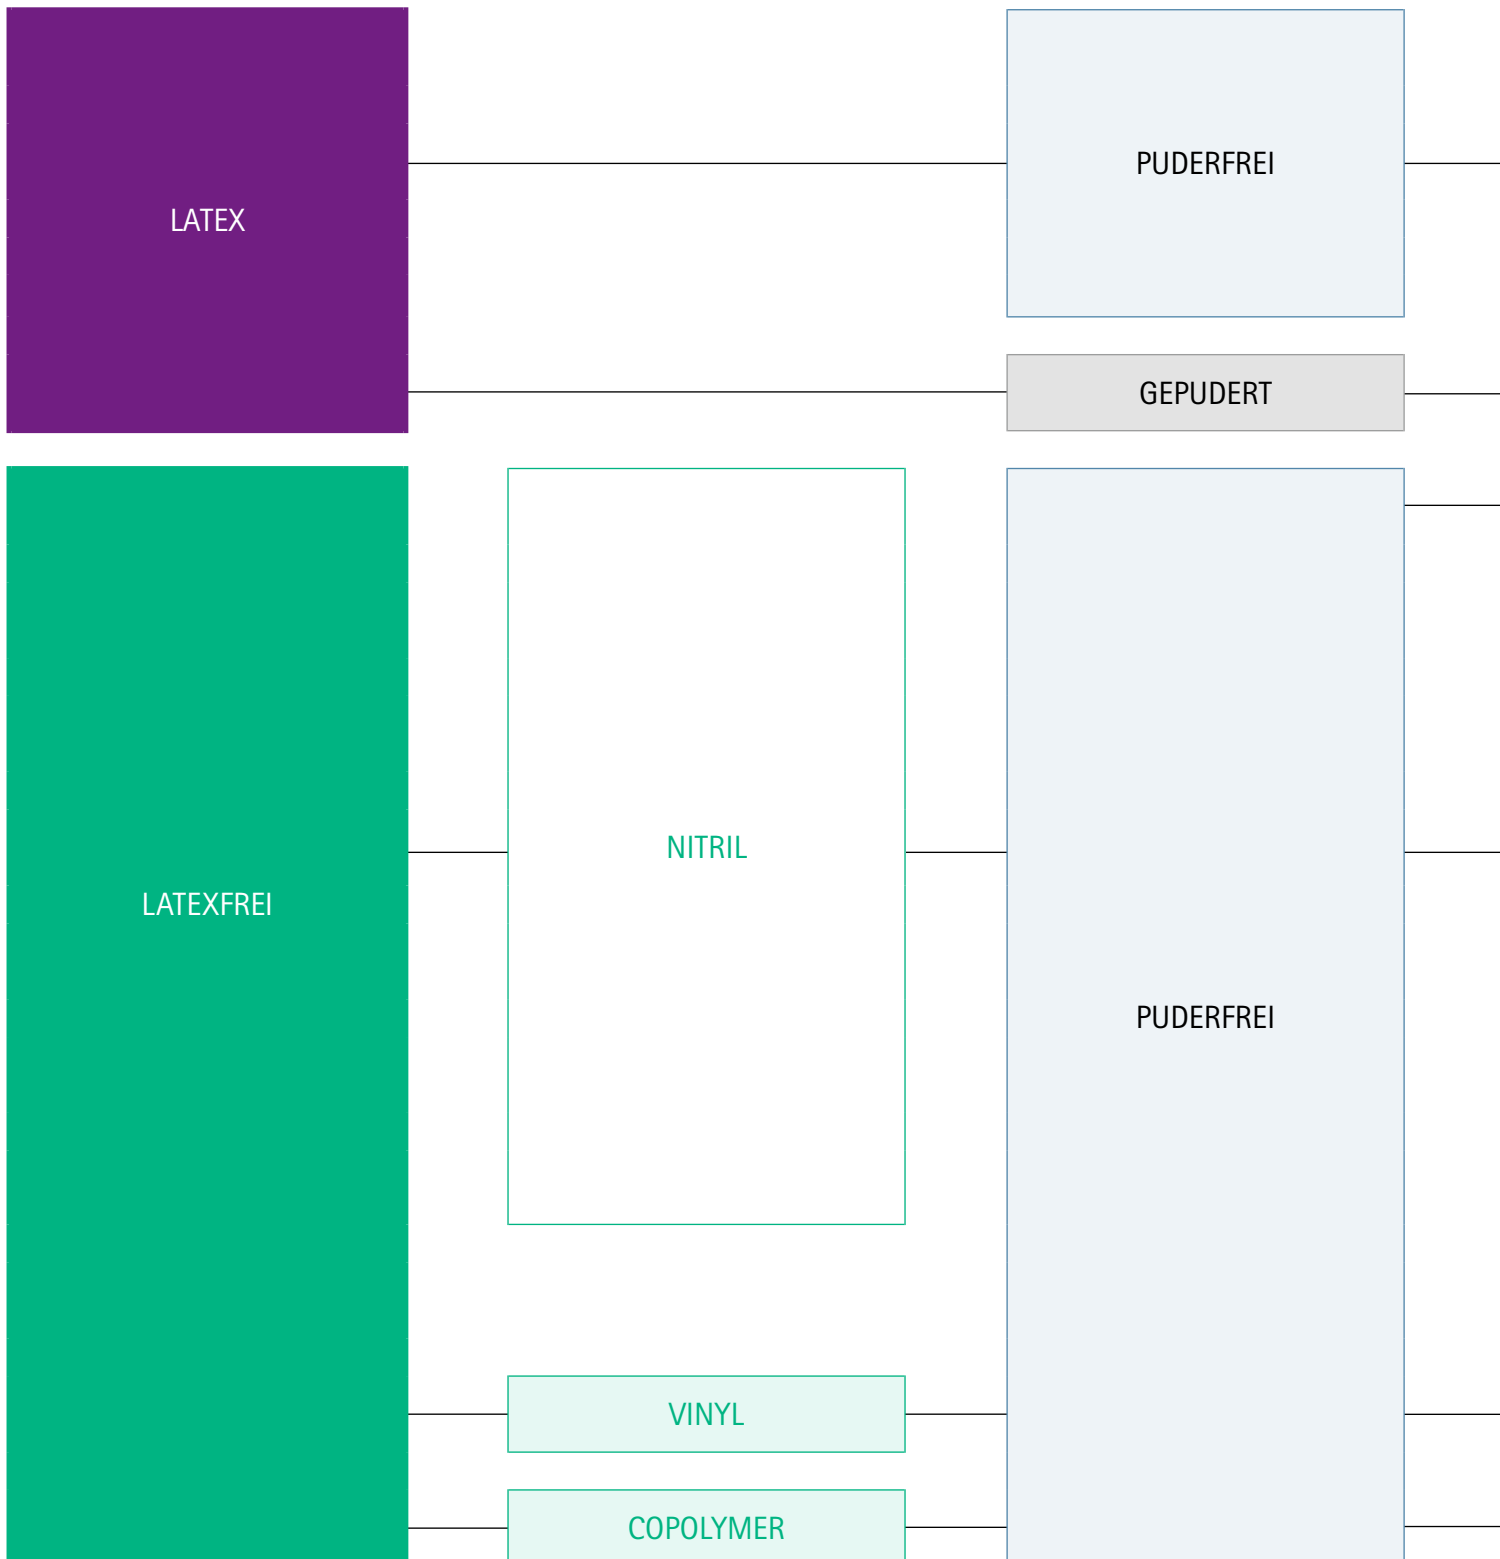 LATEX
PUDERFREI
GEPUDERT
LATEXFREI
NITRIL
PUDERFREI
VINYL
COPOLYMER